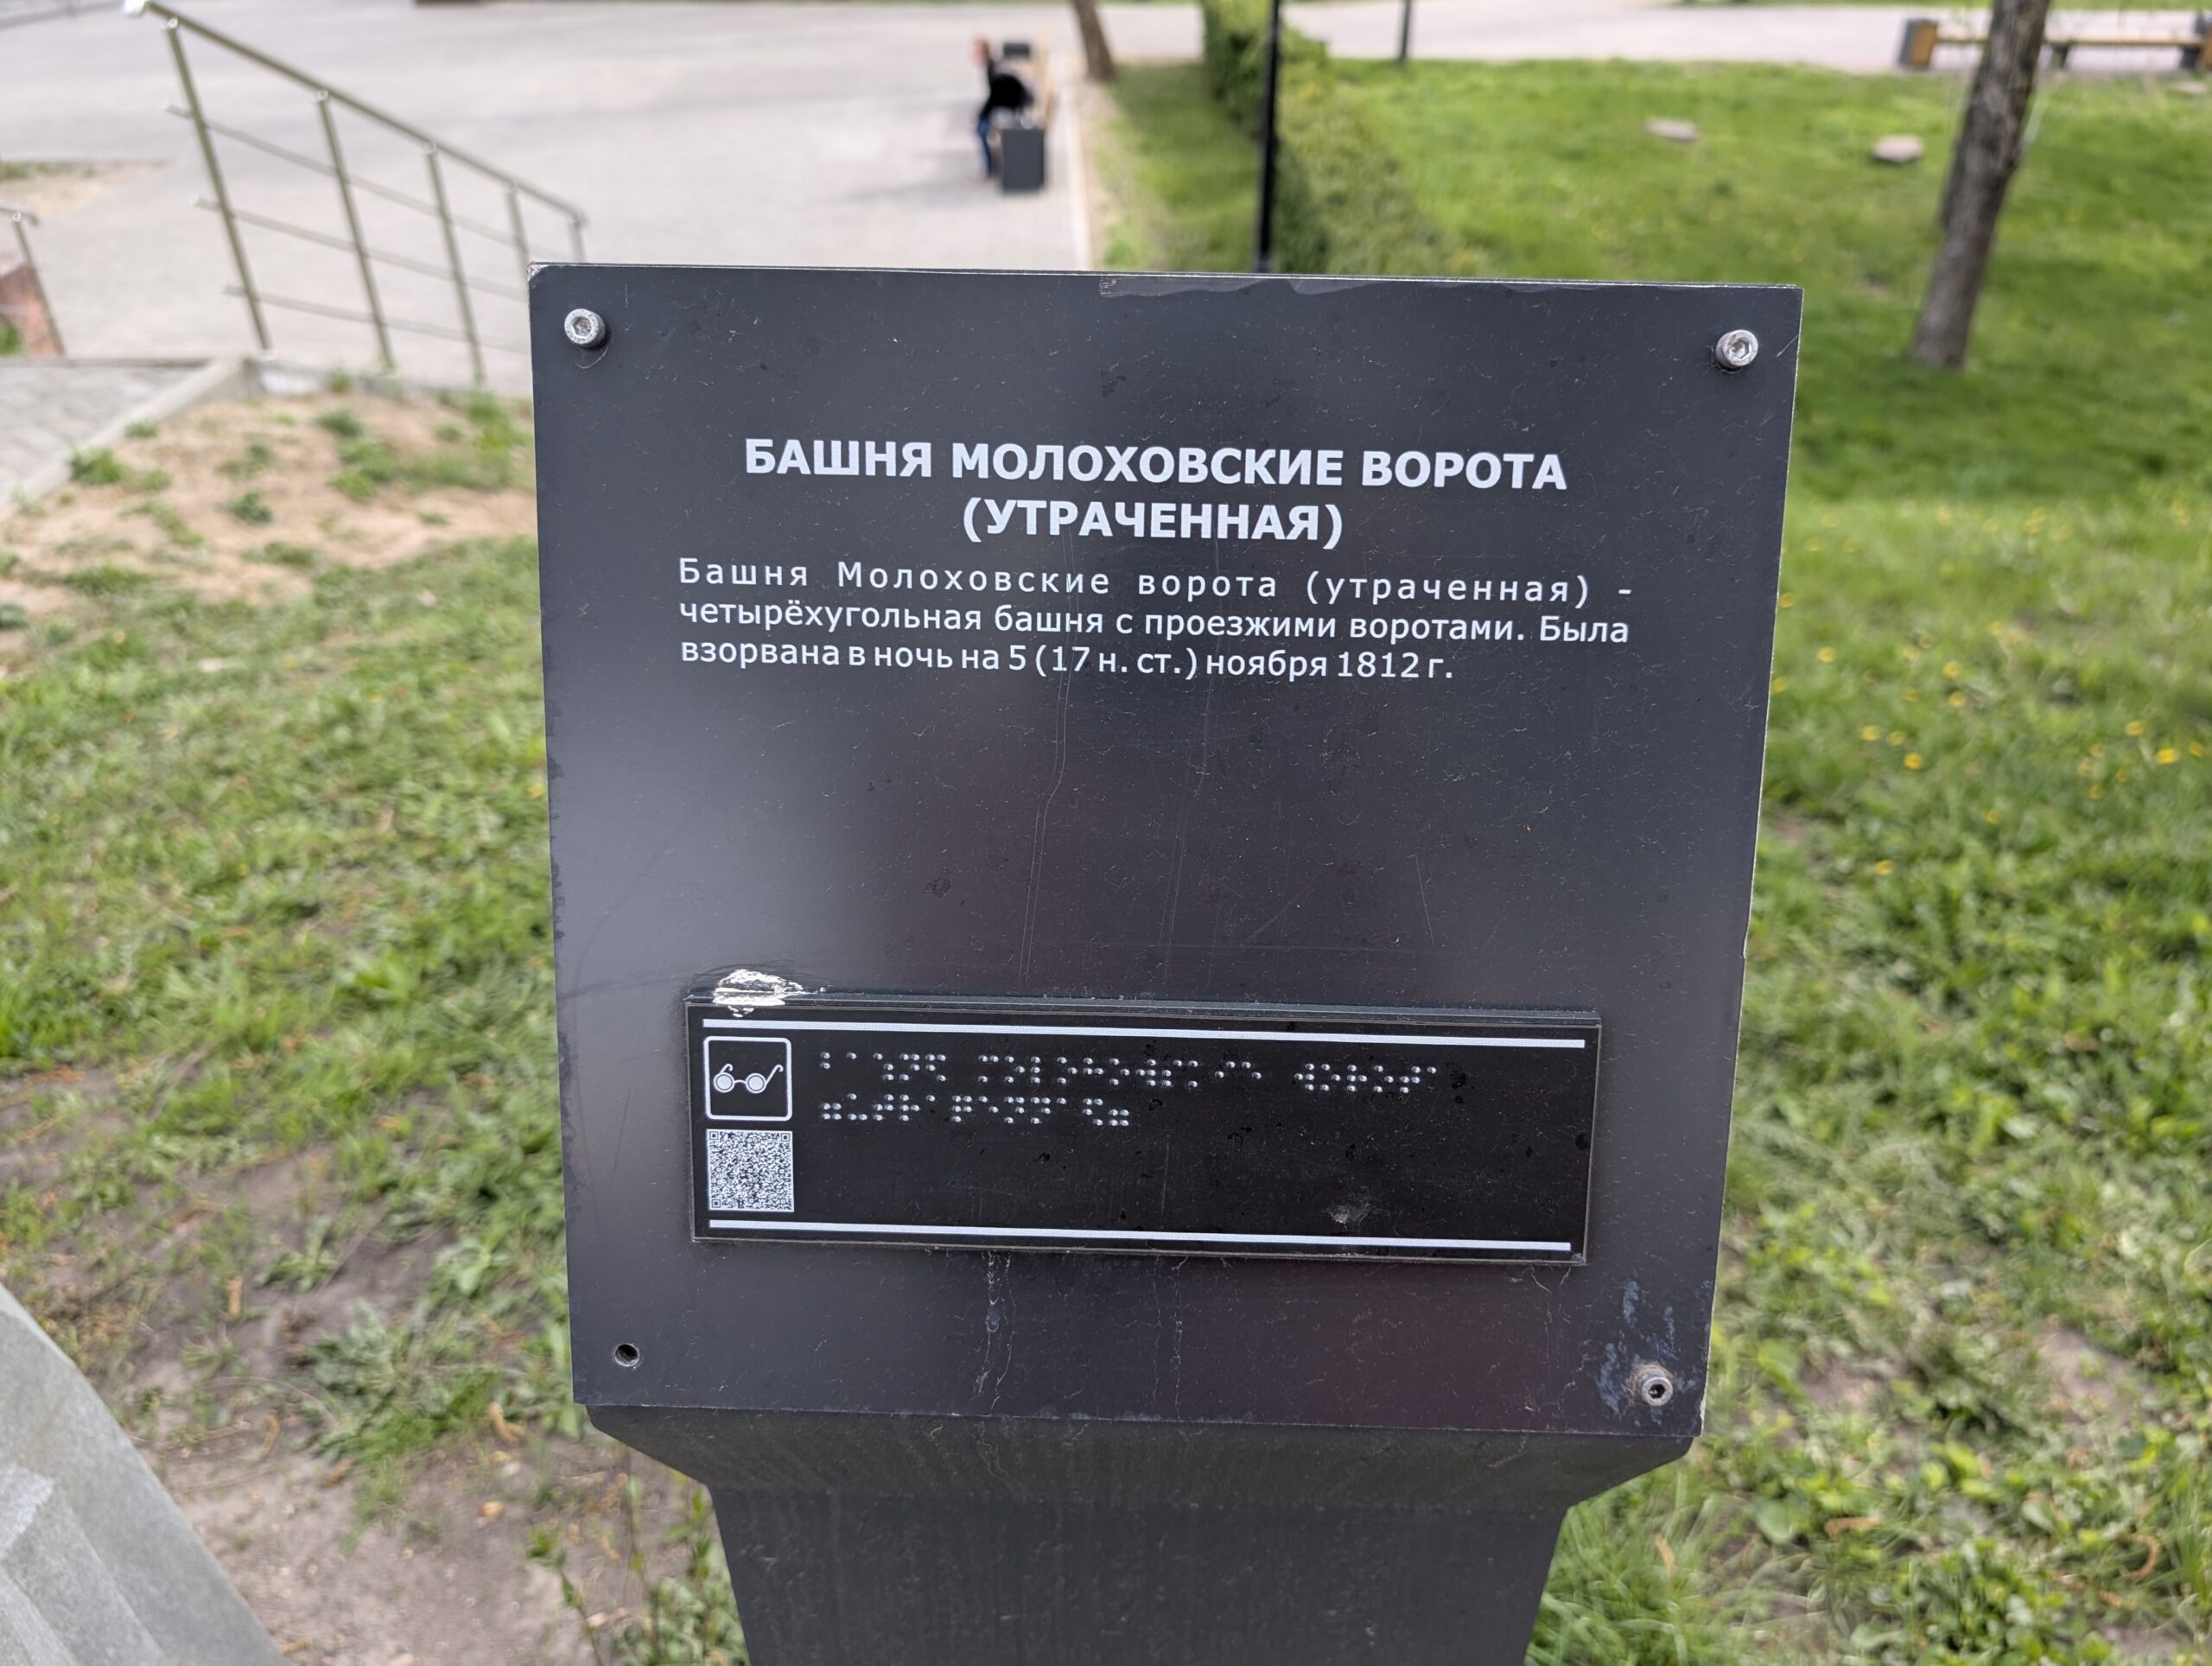 БАШНЯ МОЛОХОВСКИЕ ВОРОТА
(УТРАЧЕННАЯ)
Башня Молоховские ворота (утраченная) -
четырёхугольная башня с проезжими воротами. Была
взорвана в ночь на 5 (17 н. ст.) ноября 1812 г.